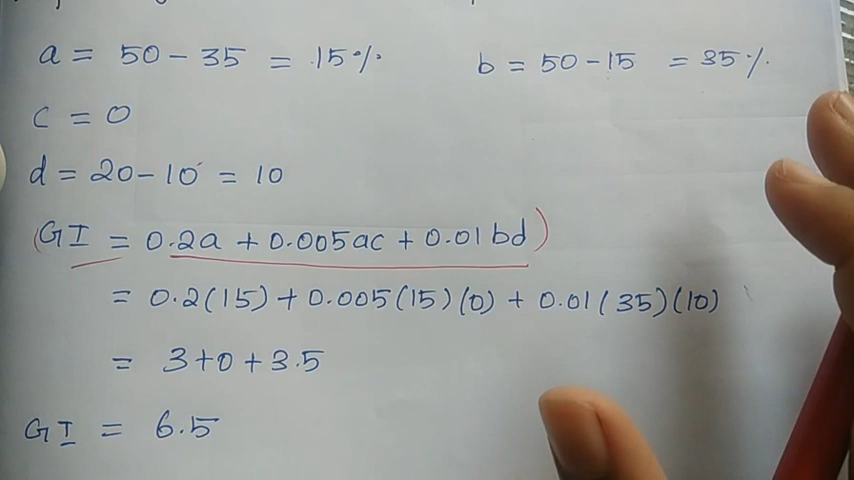 a = 50 - 35 = 15% b = 50 - 15 = 35%
c = 0
d = 20 - 10 = 10
(GI = 0.2a + 0.005ac + 0.01bd)
= 0.2(15) + 0.005(15)(0) + 0.01(35)(10)
= 3 + 0 + 3.5
GI = 6.5